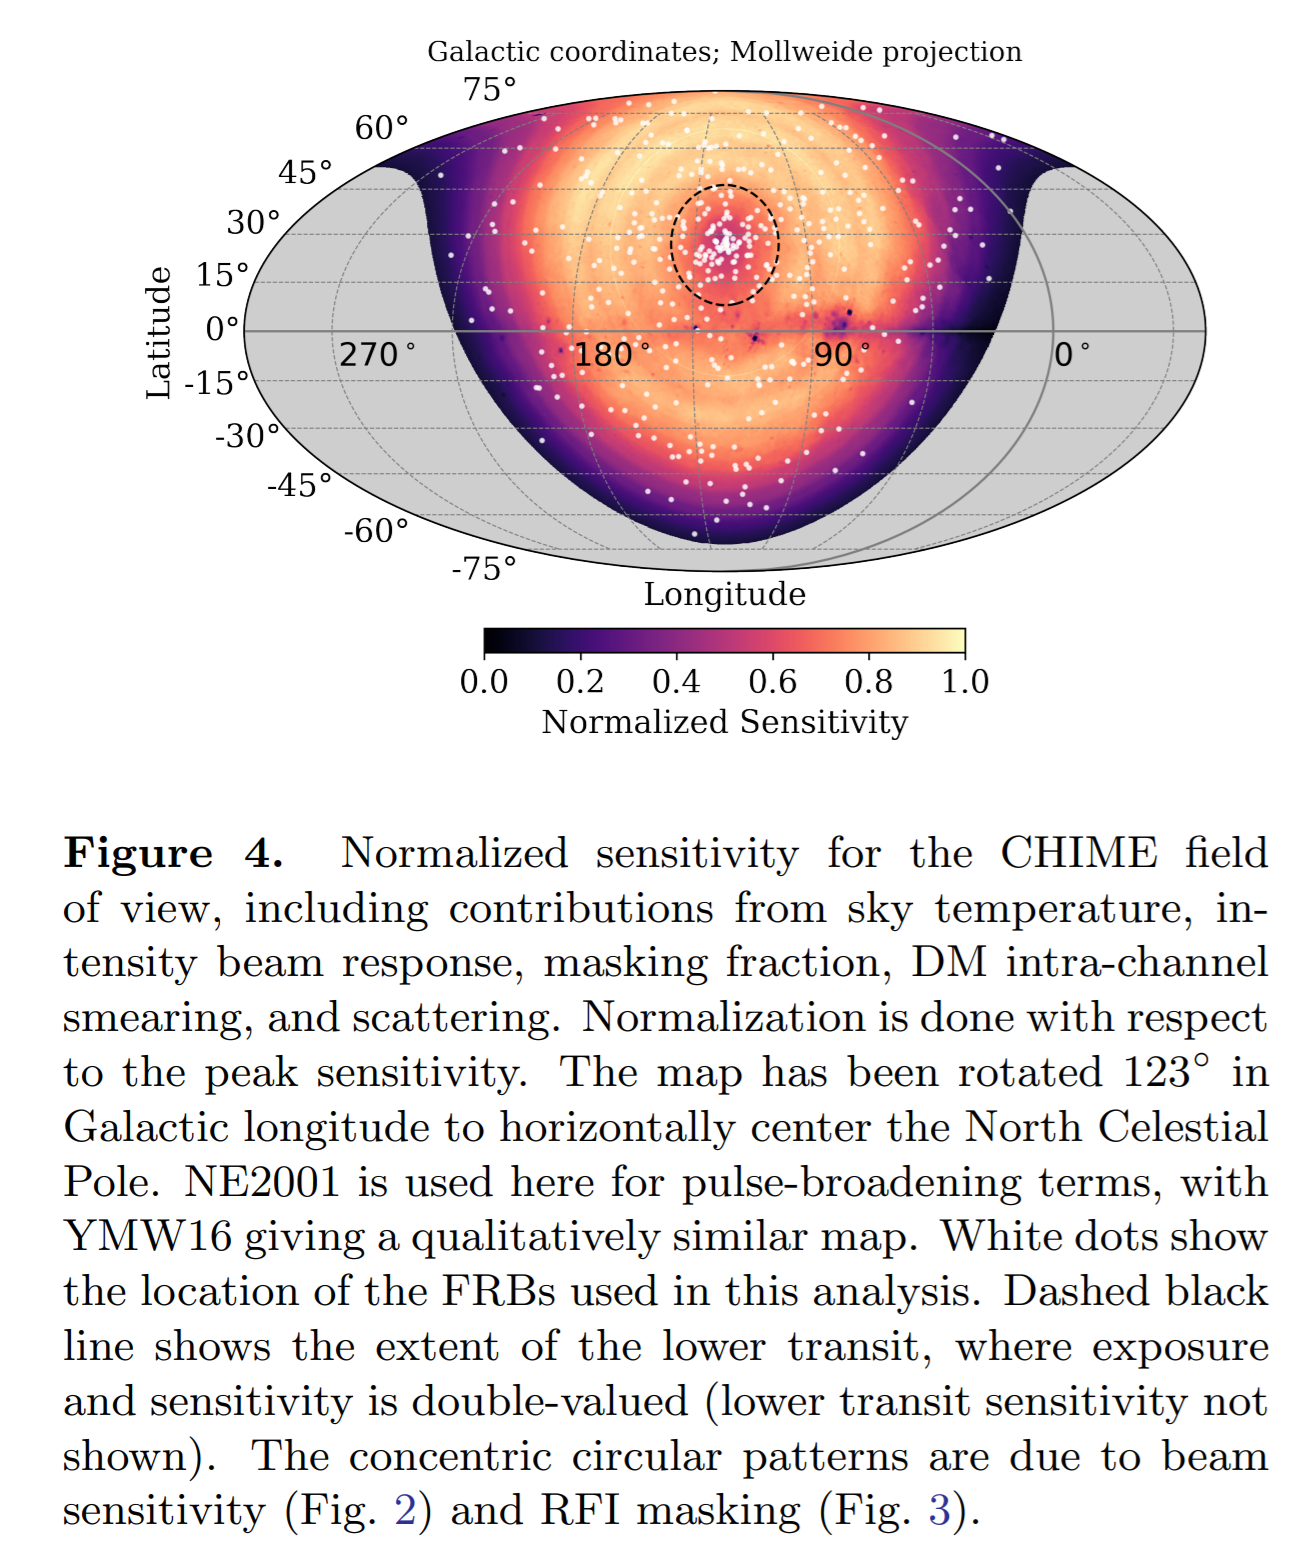 Galactic coordinates; Mollweide projection
75°
60°
45°
30°
15°
0°
-15°
-30°
-45°
-60°
-75°
Latitude
270°
180°
90°
0°
Longitude
0.0 0.2 0.4 0.6 0.8 1.0
Normalized Sensitivity
Figure 4. Normalized sensitivity for the CHIME field
of view, including contributions from sky temperature, in-
tensity beam response, masking fraction, DM intra-channel
smearing, and scattering. Normalization is done with respect
to the peak sensitivity. The map has been rotated 123° in
Galactic longitude to horizontally center the North Celestial
Pole. NE2001 is used here for pulse-broadening terms, with
YMW16 giving a qualitatively similar map. White dots show
the location of the FRBs used in this analysis. Dashed black
line shows the extent of the lower transit, where exposure
and sensitivity is double-valued (lower transit sensitivity not
shown). The concentric circular patterns are due to beam
sensitivity (Fig. 2) and RFI masking (Fig. 3).